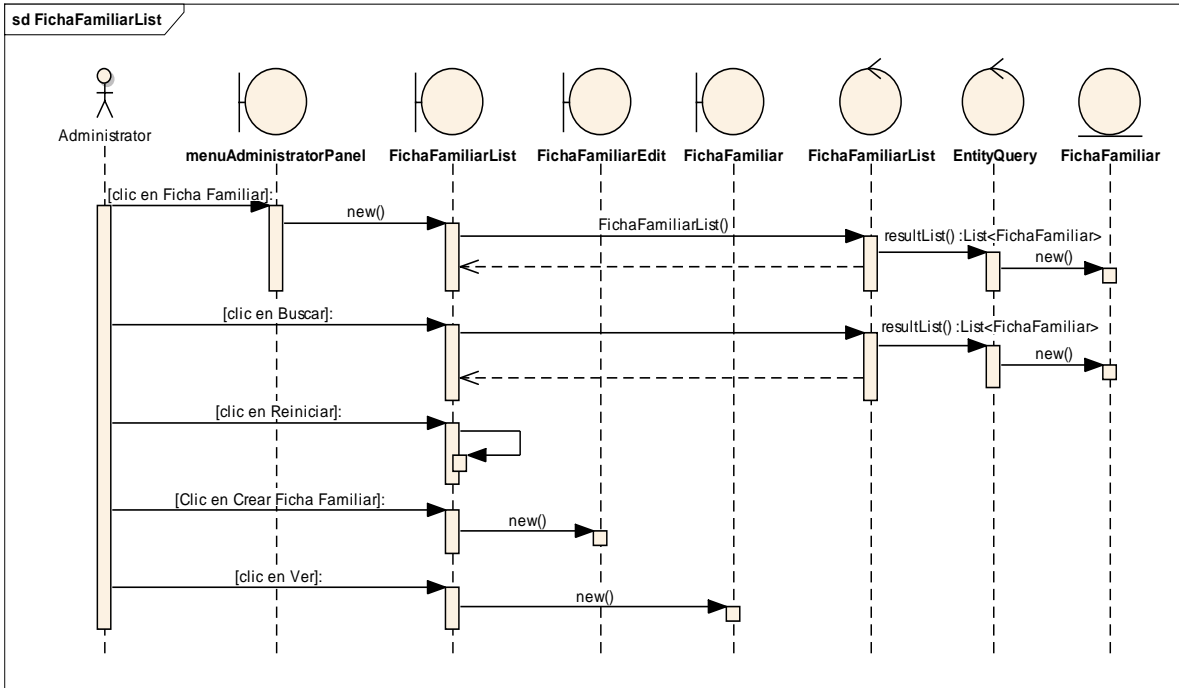 sd FichaFamiliarList
Administrator
menuAdministratorPanel
FichaFamiliarList
FichaFamiliarEdit
FichaFamiliar
FichaFamiliarList
EntityQuery
FichaFamiliar
[clic en Ficha Familiar]:
new()
FichaFamiliarList()
resultList() :List<FichaFamiliar>
new()
[clic en Buscar]:
resultList() :List<FichaFamiliar>
new()
[clic en Reiniciar]:
[Clic en Crear Ficha Familiar]:
new()
[clic en Ver]:
new()